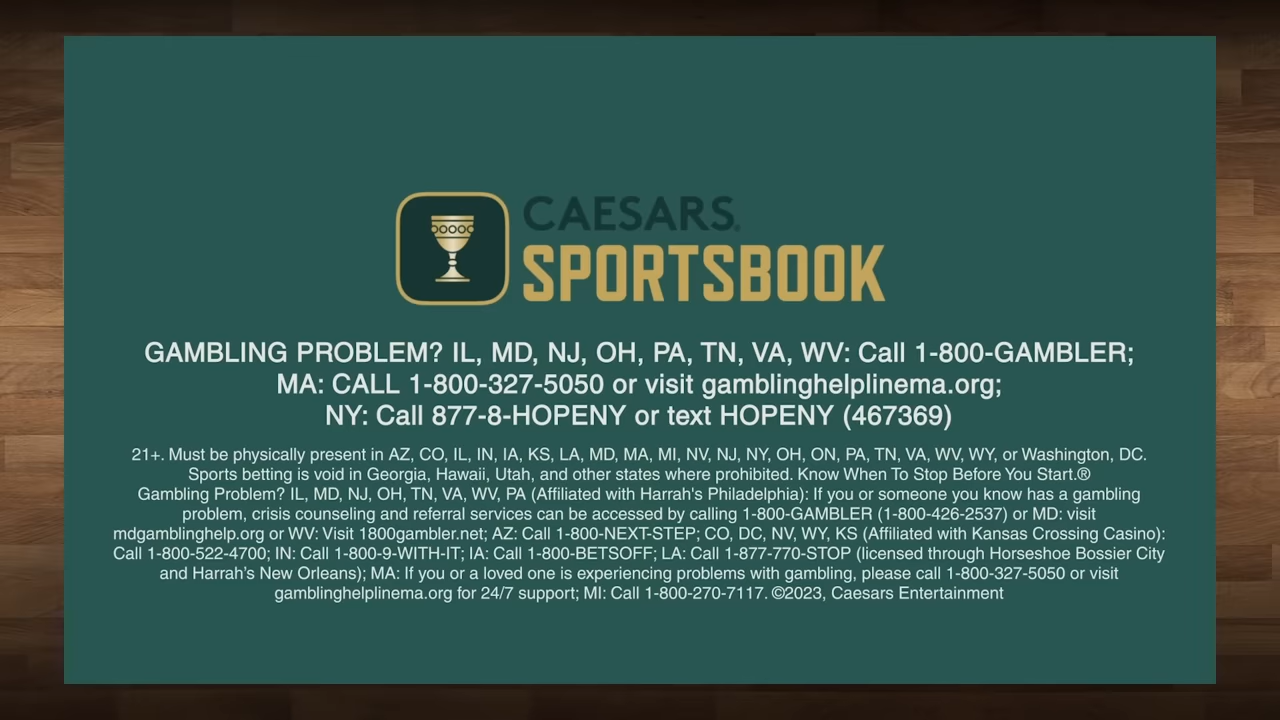 CAESARS.
SPORTSBOOK
GAMBLING PROBLEM? IL, MD, NJ, OH, PA, TN, VA, WV: Call 1-800-GAMBLER;
MA: CALL 1-800-327-5050 or visit gamblinghelplinema.org;
NY: Call 877-8-HOPENY or text HOPENY (467369)
21+. Must be physically present in AZ, CO, IL, IN, IA, KS, LA, MD, MA, MI, NV, NJ, NY, OH, ON, PA, TN, VA, WV, WY, or Washington, DC.
Sports betting is void in Georgia, Hawaii, Utah, and other states where prohibited. Know When To Stop Before You Start.®
Gambling Problem? IL, MD, NJ, OH, TN, VA, WV, PA (Affiliated with Harrah's Philadelphia): If you or someone you know has a gambling
problem, crisis counseling and referral services can be accessed by calling 1-800-GAMBLER (1-800-426-2537) or MD: visit
mdgamblinghelp.org or WV: Visit 1800gambler.net; AZ: Call 1-800-NEXT-STEP; CO, DC, NV, WY, KS (Affiliated with Kansas Crossing Casino):
Call 1-800-522-4700; IN: Call 1-800-9-WITH-IT; IA: Call 1-800-BETSOFF; LA: Call 1-877-770-STOP (licensed through Horseshoe Bossier City
and Harrah’s New Orleans); MA: If you or a loved one is experiencing problems with gambling, please call 1-800-327-5050 or visit
gamblinghelplinema.org for 24/7 support; MI: Call 1-800-270-7117. ©2023, Caesars Entertainment